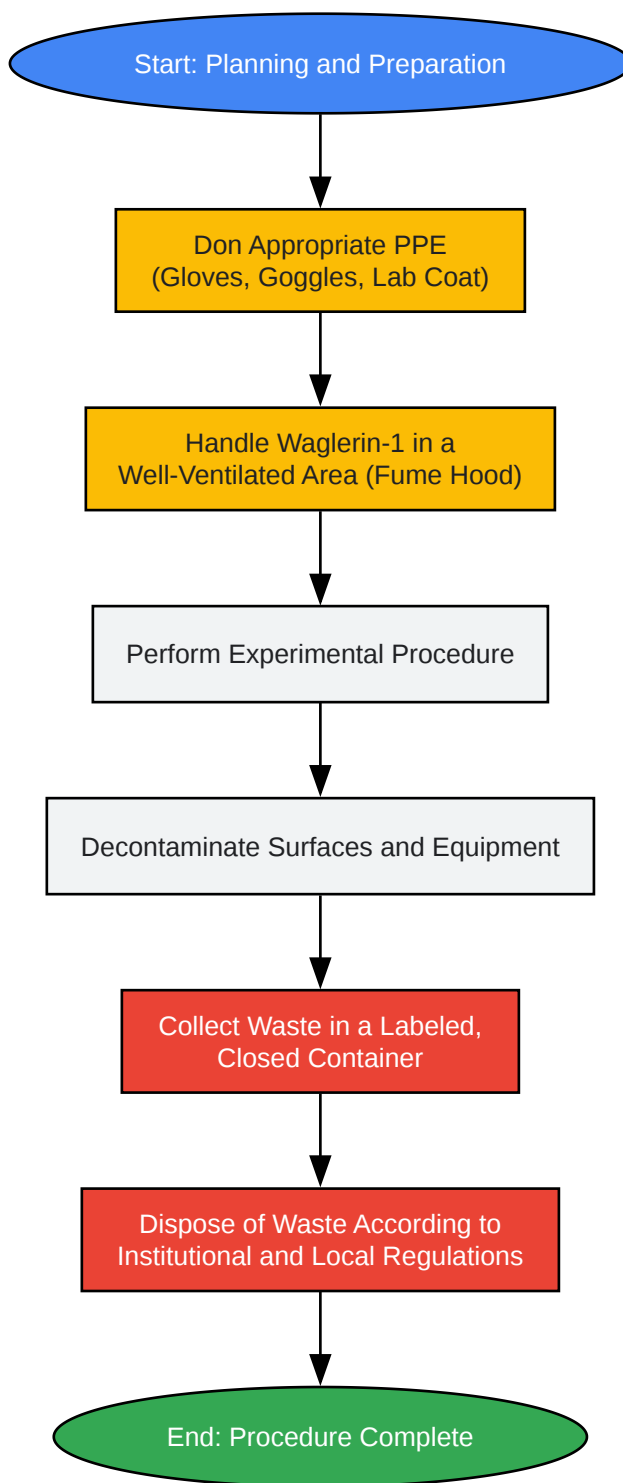 Start: Planning and Preparation
Don Appropriate PPE
(Gloves, Goggles, Lab Coat)
Handle Waglerin-1 in a
Well-Ventilated Area (Fume Hood)
Perform Experimental Procedure
Decontaminate Surfaces and Equipment
Collect Waste in a Labeled,
Closed Container
Dispose of Waste According to
Institutional and Local Regulations
End: Procedure Complete